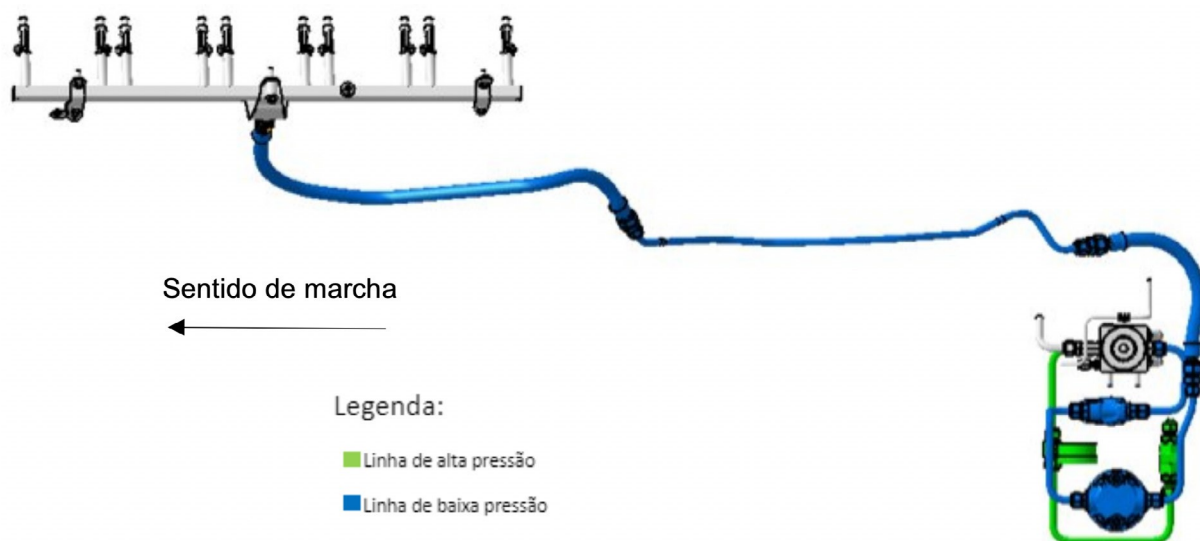 Sentido de marcha
Legenda:
Linha de alta pressão
Linha de baixa pressão